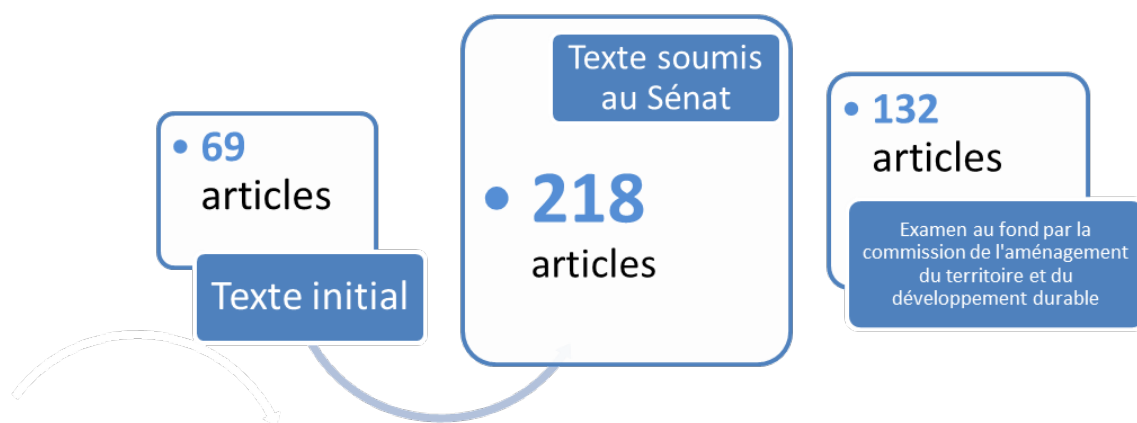 • 69
articles
Texte initial
Texte soumis
au Sénat
• 218
articles
• 132
articles
Examen au fond par la
commission de l'aménagement
du territoire et du
développement durable